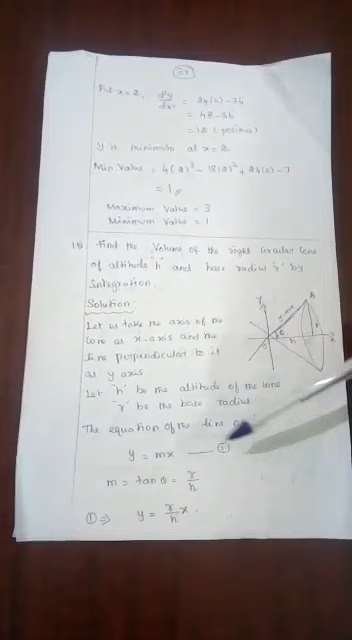 27
Put x = 2, d²y/dx² = 24(2) - 36
= 48 - 36
= 12 (positive)
y is minimum at x = 2
Min. Value = 4(2)³ - 18(2)² + 24(2) - 7
= 1
Maximum Value = 3
Minimum Value = 1
Find the Volume of the right circular Cone
of altitude 'h' and base radius 'r' by
integration.
Solution:
Let us take the axis of the
Cone as x-axis and the
line perpendicular to it
as y axis
Y
A
y=mx
r
θ
O
h
x
Let 'h' be the altitude of the Cone
'r' be the base radius
The equation of the line
y = mx —— ①
m = tan θ = r/h
① ⇒ y = r/h x.